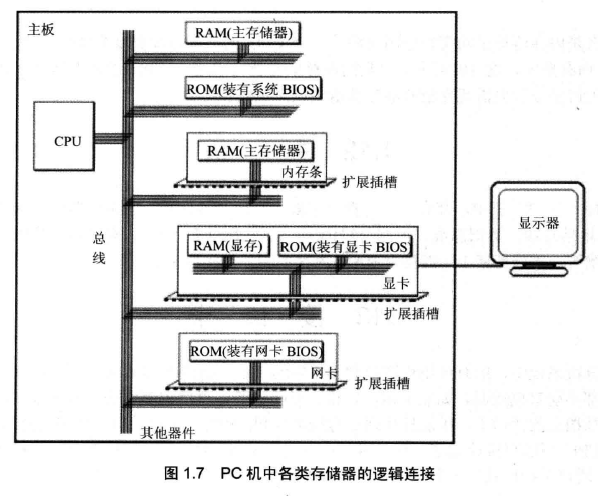 主板
RAM(主存储器)
ROM(装有系统 BIOS)
CPU
RAM(主存储器)
内存条
扩展插槽
总
线
RAM(显存)
ROM(装有显卡 BIOS)
显卡
扩展插槽
显示器
ROM(装有网卡 BIOS)
网卡
扩展插槽
其他器件
图 1.7 PC 机中各类存储器的逻辑连接